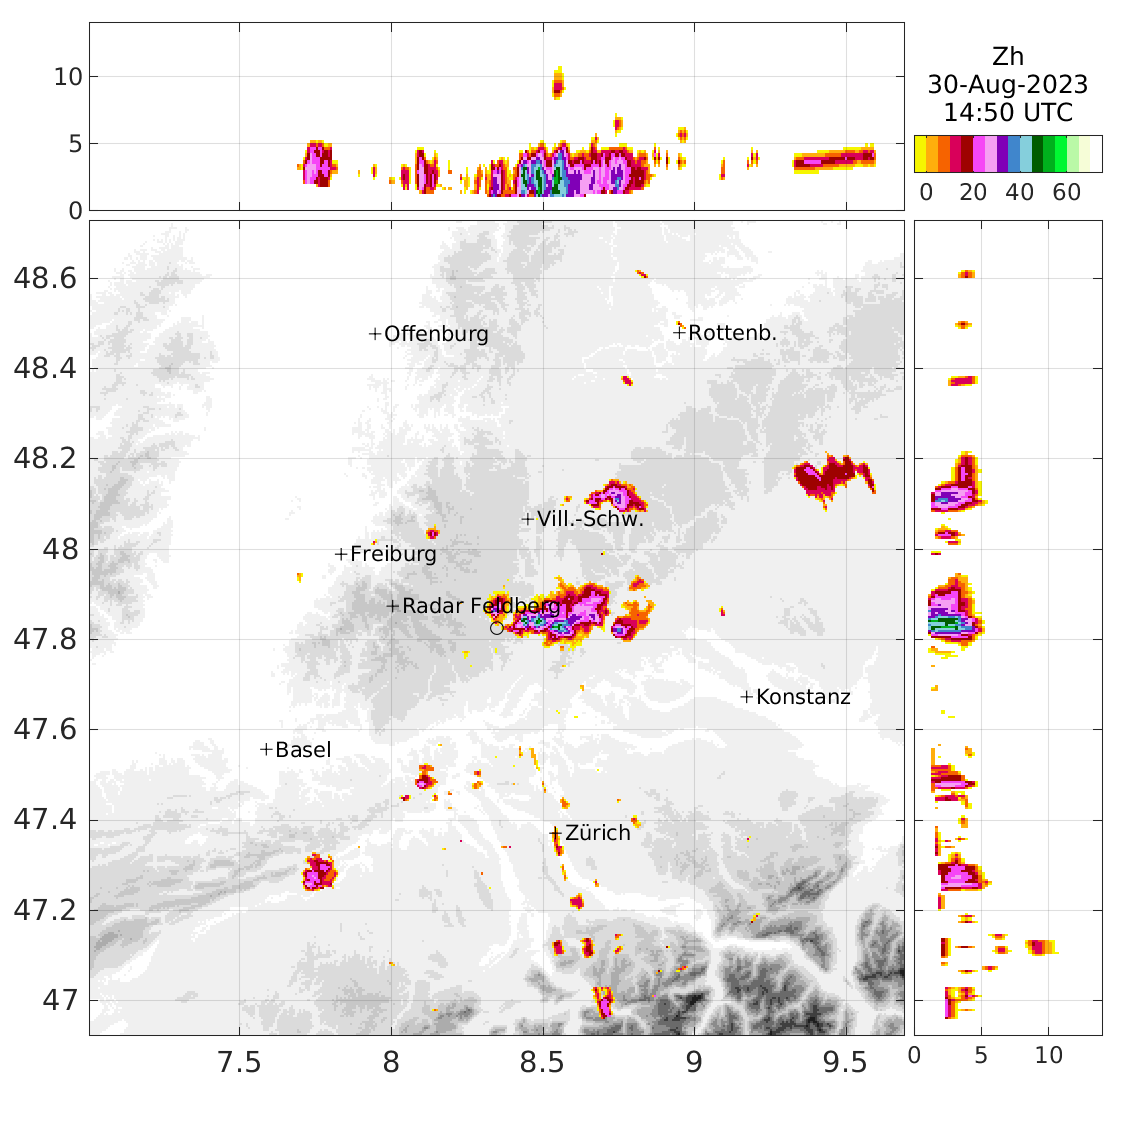 Zh
30-Aug-2023
14:50 UTC
10
5
0
0 20 40 60
48.6
48.4
48.2
48
47.8
47.6
47.4
47.2
47
+Offenburg
+Rottenb.
+Vill.-Schw.
+Freiburg
+Radar Feldberg
+Konstanz
+Basel
+Zürich
7.5 8 8.5 9 9.5
0 5 10